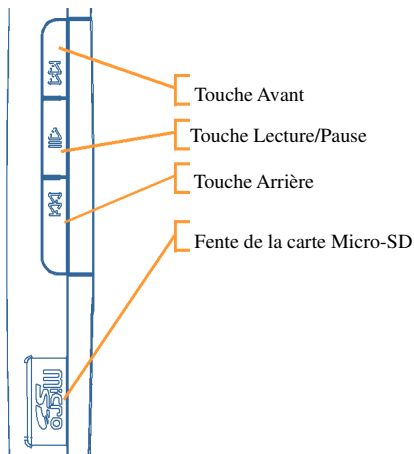 Touche Avant
Touche Lecture/Pause
Touche Arrière
Fente de la carte Micro-SD
micro
SD